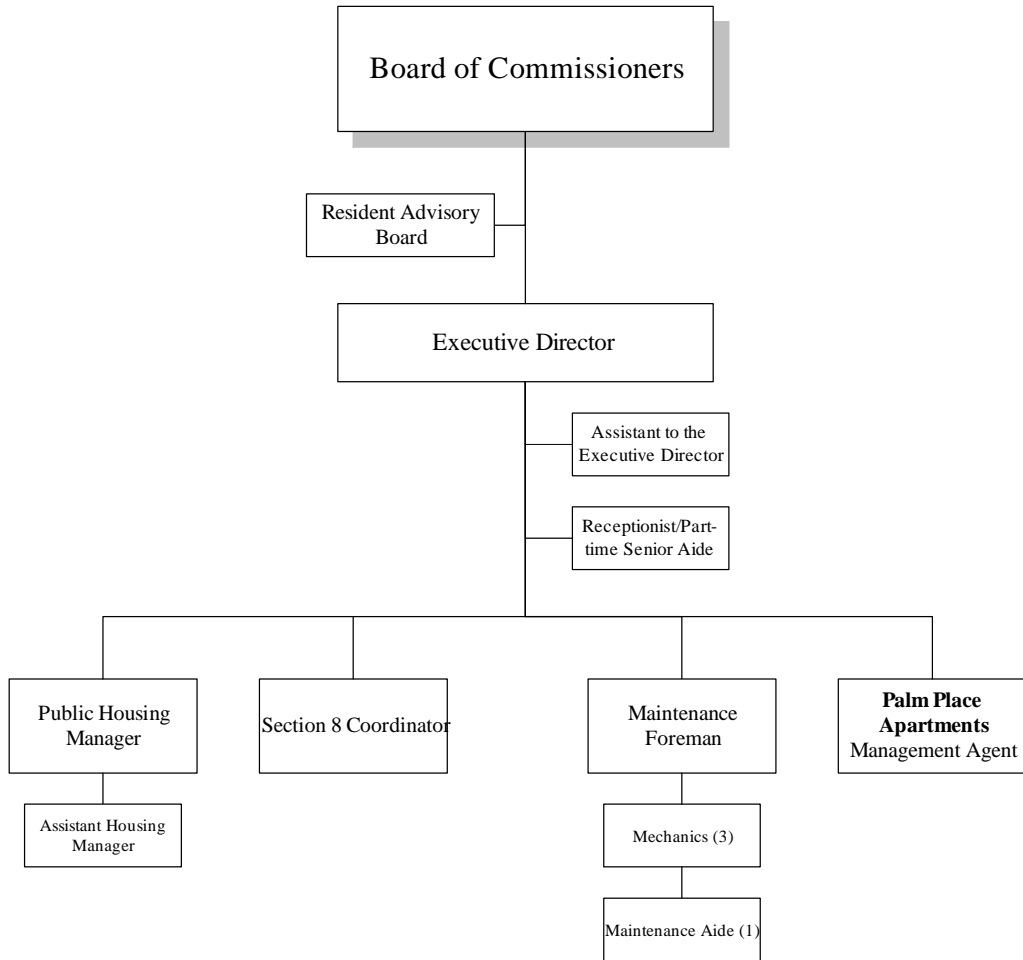 Board of Commissioners
Resident Advisory
Board
Executive Director
Assistant to the
Executive Director
Receptionist/Part-
time Senior Aide
Public Housing
Manager
Section 8 Coordinator
Maintenance
Foreman
Palm Place
Apartments
Management Agent
Assistant Housing
Manager
Mechanics (3)
Maintenance Aide (1)